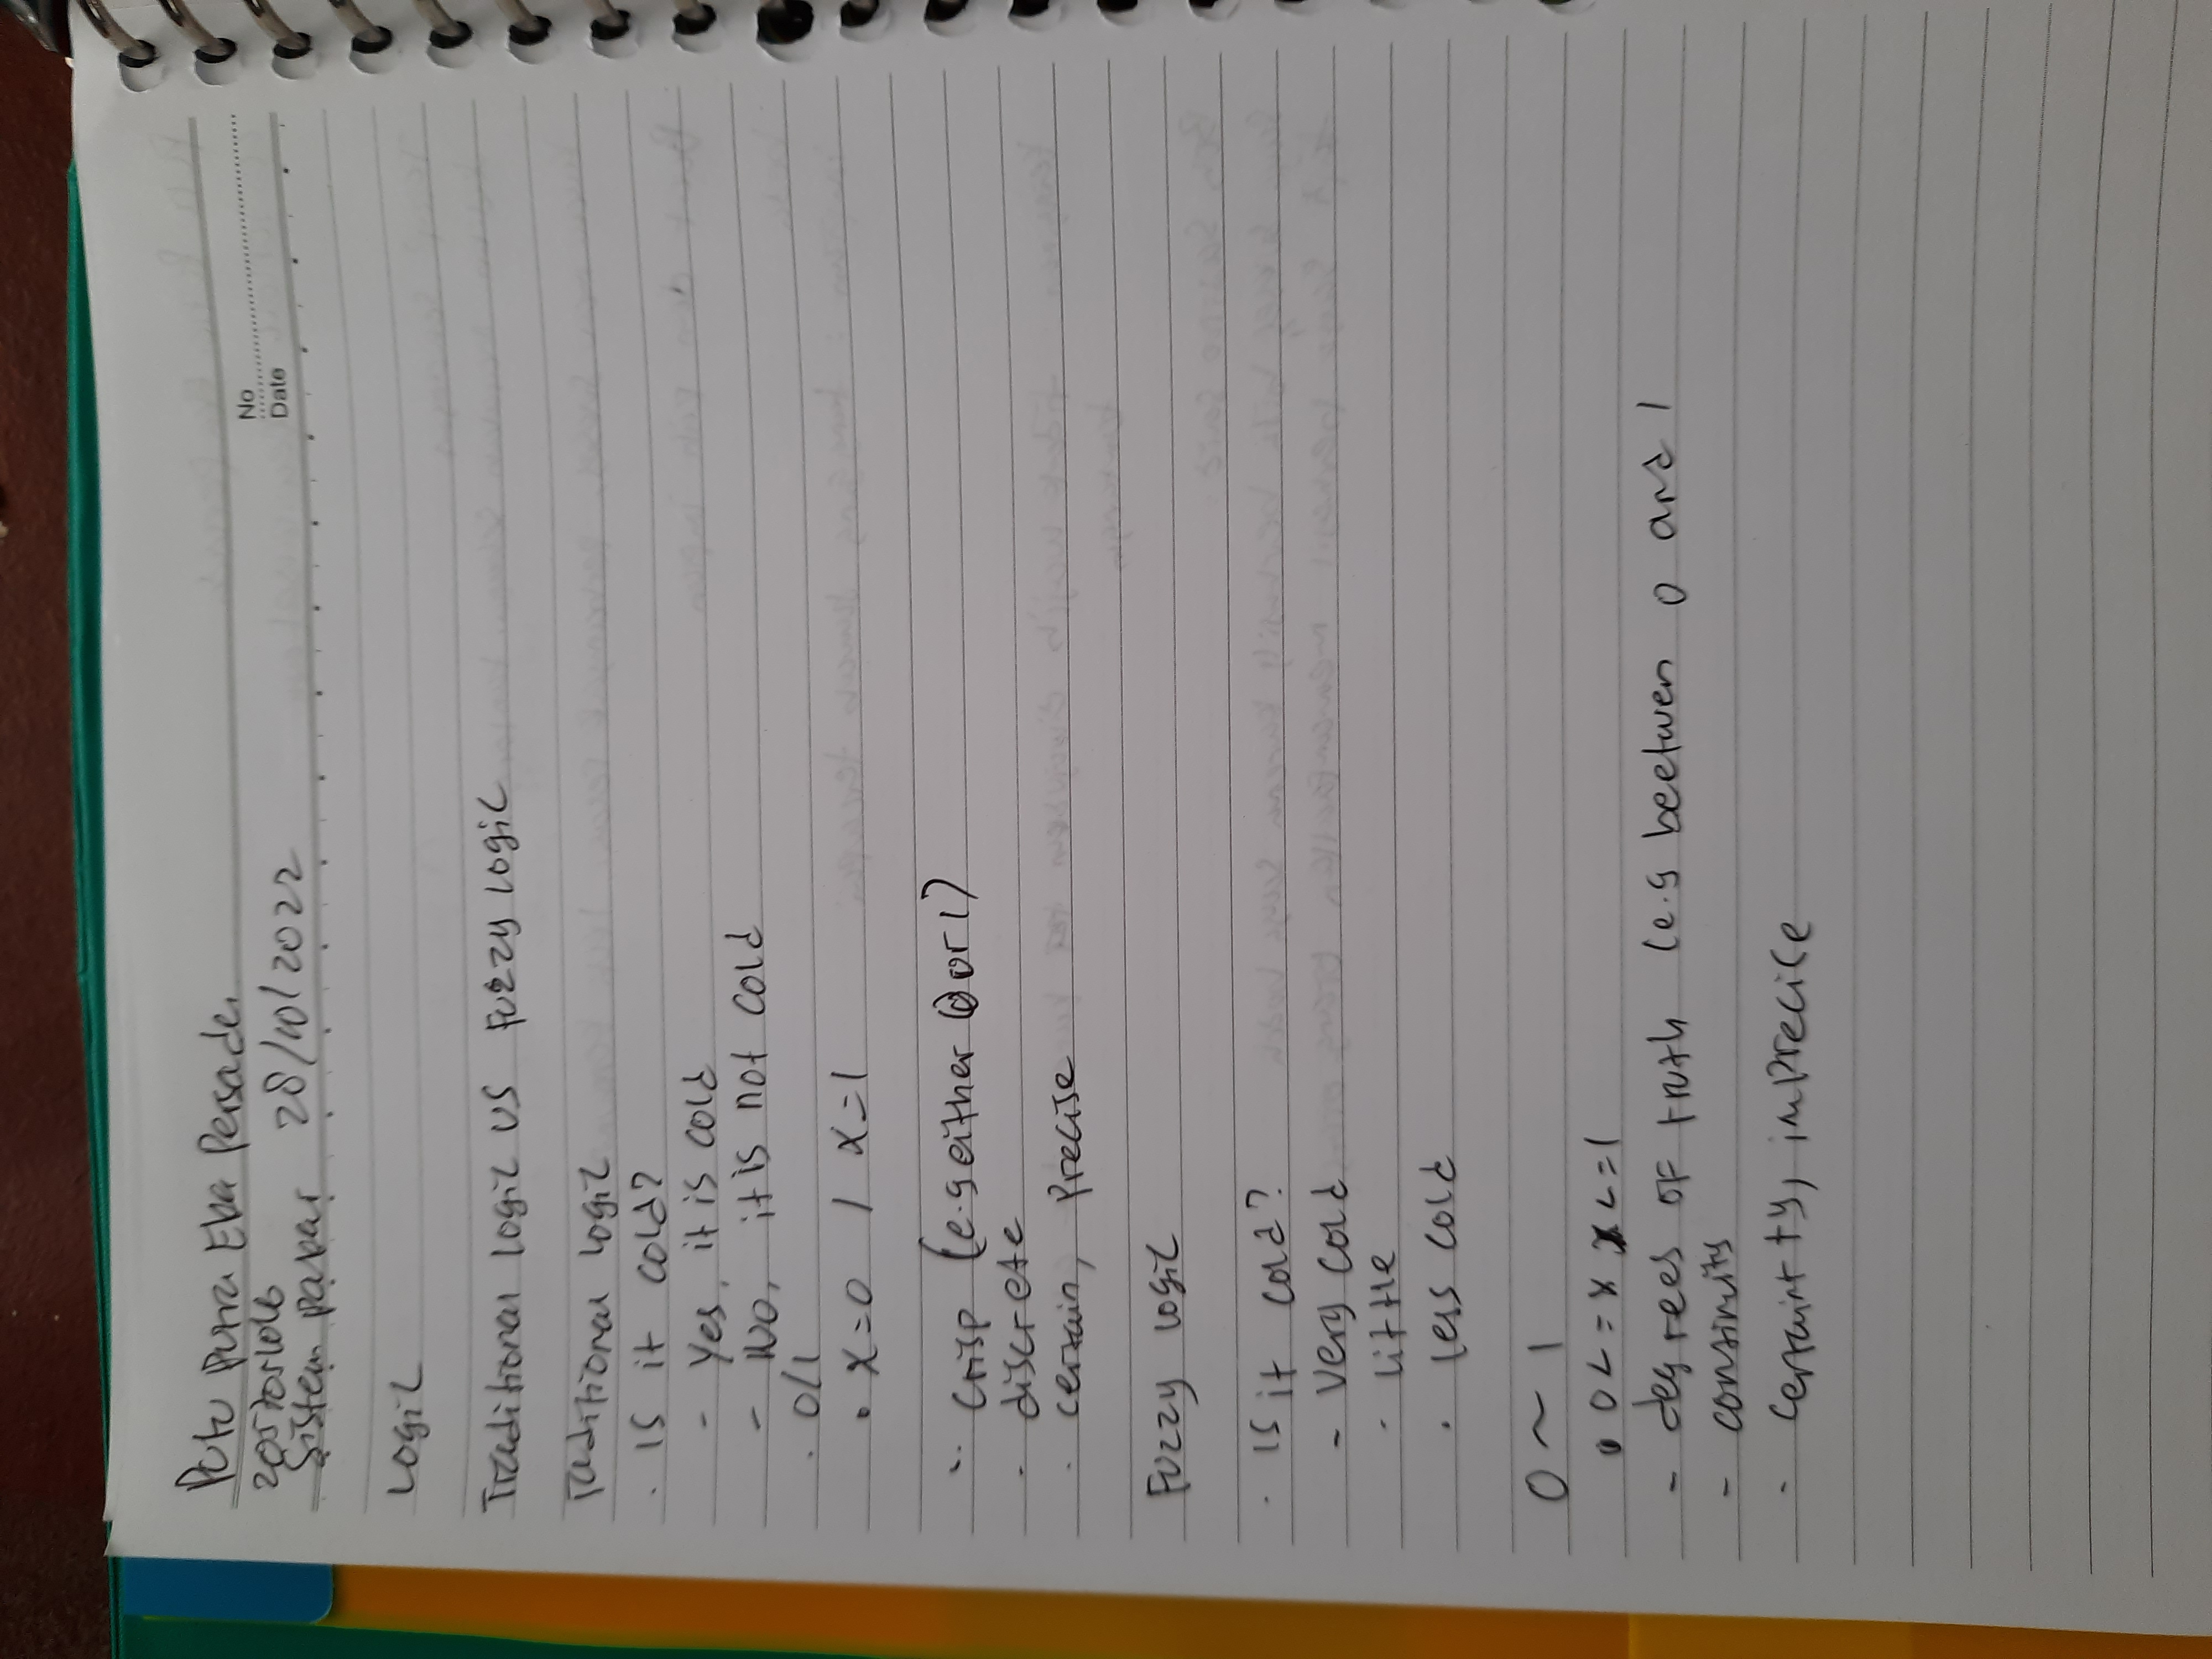 Putu Putra Eka Persada
No
2057051016
Date
Sistem pakar 28/10/2022
Logic
Traditional Logic VS Fuzzy Logic
Traditional Logic
. Is it cold?
- Yes, it is cold
- No, it is not cold
. 0/1
• x=0 / x=1
. Crisp (e.g either 0 or 1)
- discrete
- certain, Precise
Fuzzy Logic
. Is it cold?
- very cold
- little
. less cold
0 ~ 1
• 0<=x x<=1
- degrees of truth (e.g beetwen 0 and 1
-
- certaintty, imprecise